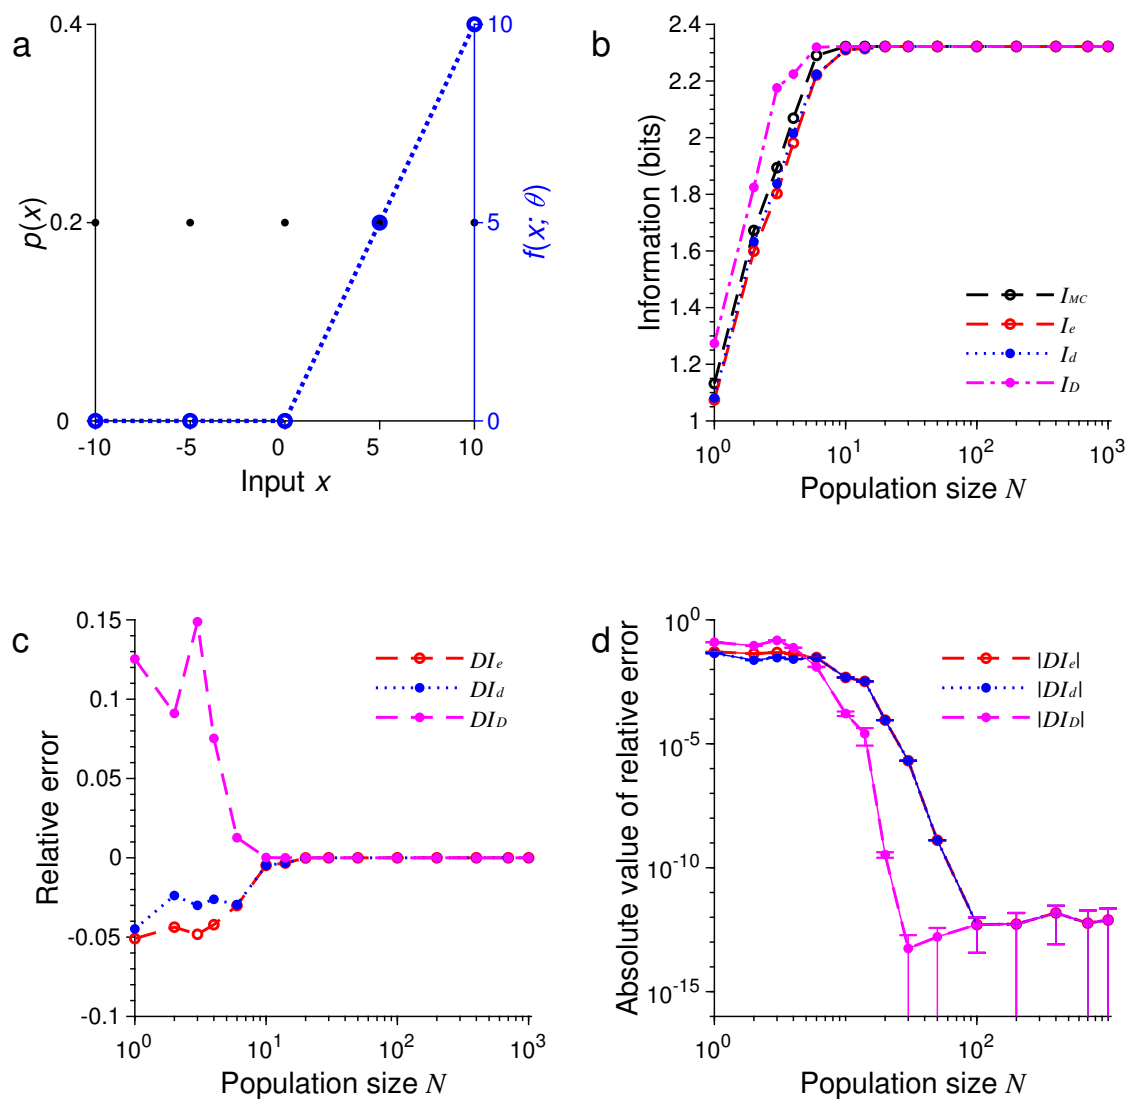 a
0.4
0.2
0
p(x)
10
5
0
f(x; θ)
-10
-5
0
5
10
Input x
b
2.4
2.2
2
1.8
1.6
1.4
1.2
1
Information (bits)
I_MC
I_e
I_d
I_D
10^0
10^1
10^2
10^3
Population size N
c
0.15
0.1
0.05
0
-0.05
-0.1
Relative error
DI_e
DI_d
DI_D
10^0
10^1
10^2
10^3
Population size N
d
10^0
10^-5
10^-10
10^-15
Absolute value of relative error
|DI_e|
|DI_d|
|DI_D|
10^0
10^2
Population size N